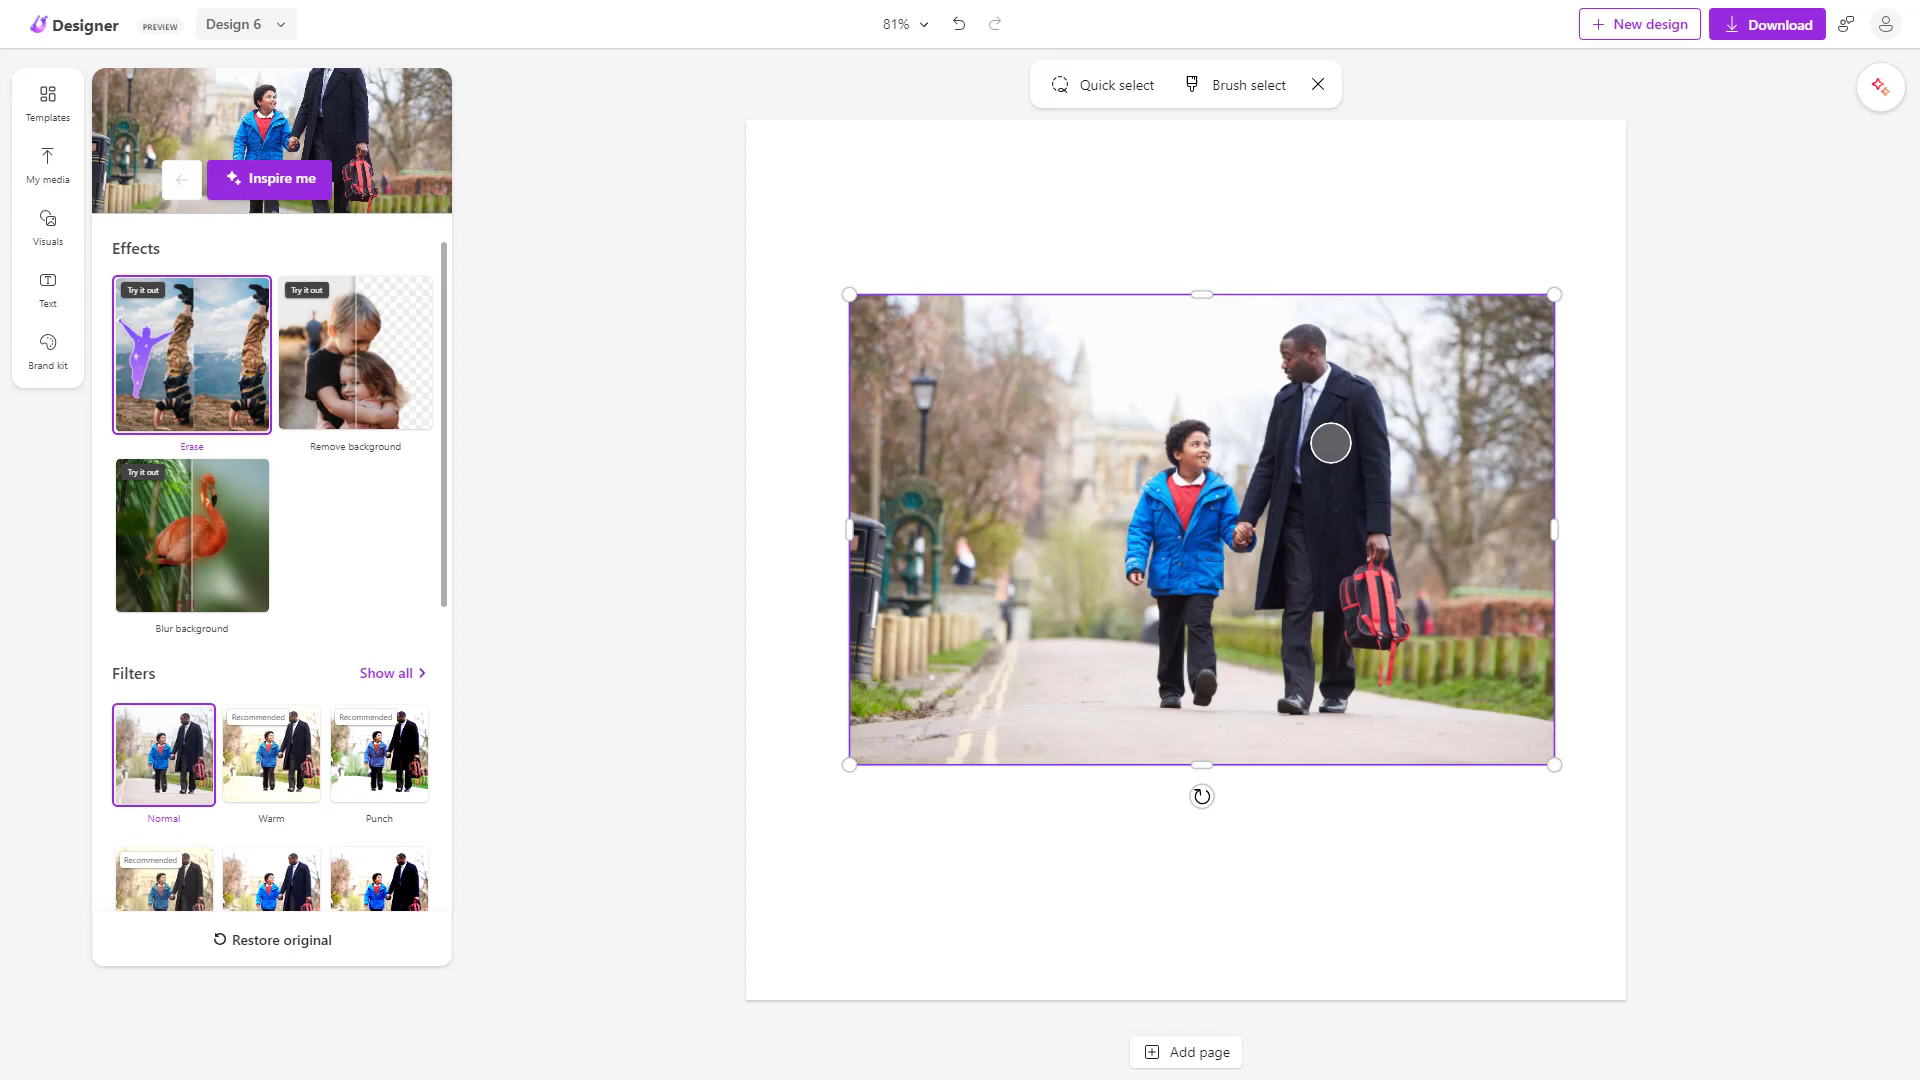 Designer
PREVIEW
Design 6
81%
New design
Download
Templates
My media
Visuals
Text
Brand kit
Inspire me
Quick select
Brush select
Effects
Try it out
Try it out
Erase
Remove background
Try it out
Blur background
Filters
Show all
Recommended
Recommended
Normal
Warm
Punch
Recommended
Restore original
Add page